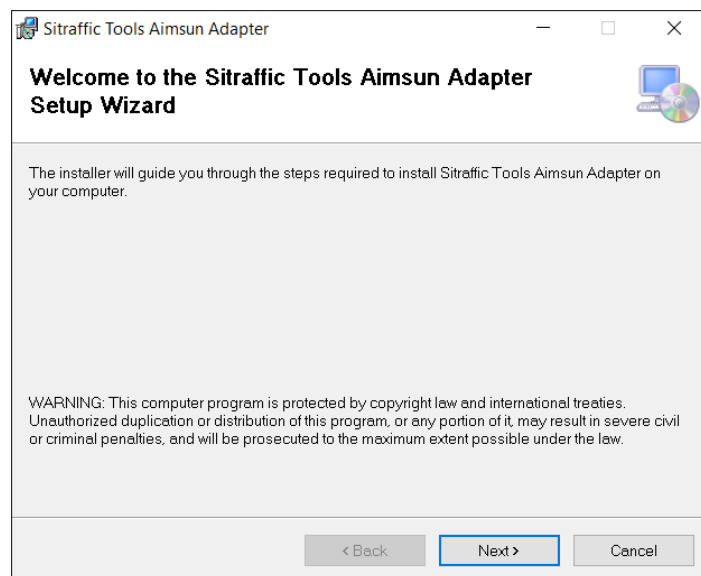 Sitraffic Tools Aimsun Adapter
Welcome to the Sitraffic Tools Aimsun Adapter
Setup Wizard
The installer will guide you through the steps required to install Sitraffic Tools Aimsun Adapter on
your computer.
WARNING: This computer program is protected by copyright law and international treaties.
Unauthorized duplication or distribution of this program, or any portion of it, may result in severe civil
or criminal penalties, and will be prosecuted to the maximum extent possible under the law.
< Back
Next >
Cancel